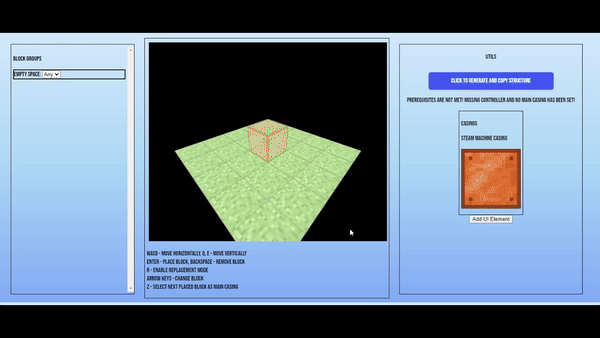 BLOCK GROUPS
EMPTY SPACE: Any
WASD - MOVE HORIZONTALLY, Q, E - MOVE VERTICALLY
ENTER - PLACE BLOCK, BACKSPACE - REMOVE BLOCK
R - ENABLE REPLACEMENT MODE
ARROW KEYS - CHANGE BLOCK
Z - SELECT NEXT PLACED BLOCK AS MAIN CASING
UTILS
CLICK TO GENERATE AND COPY STRUCTURE
PREREQUISITES ARE NOT MET! MISSING CONTROLLER AND NO MAIN CASING HAS BEEN SET!
CASINGS
STEAM MACHINE CASING
Add UI Element